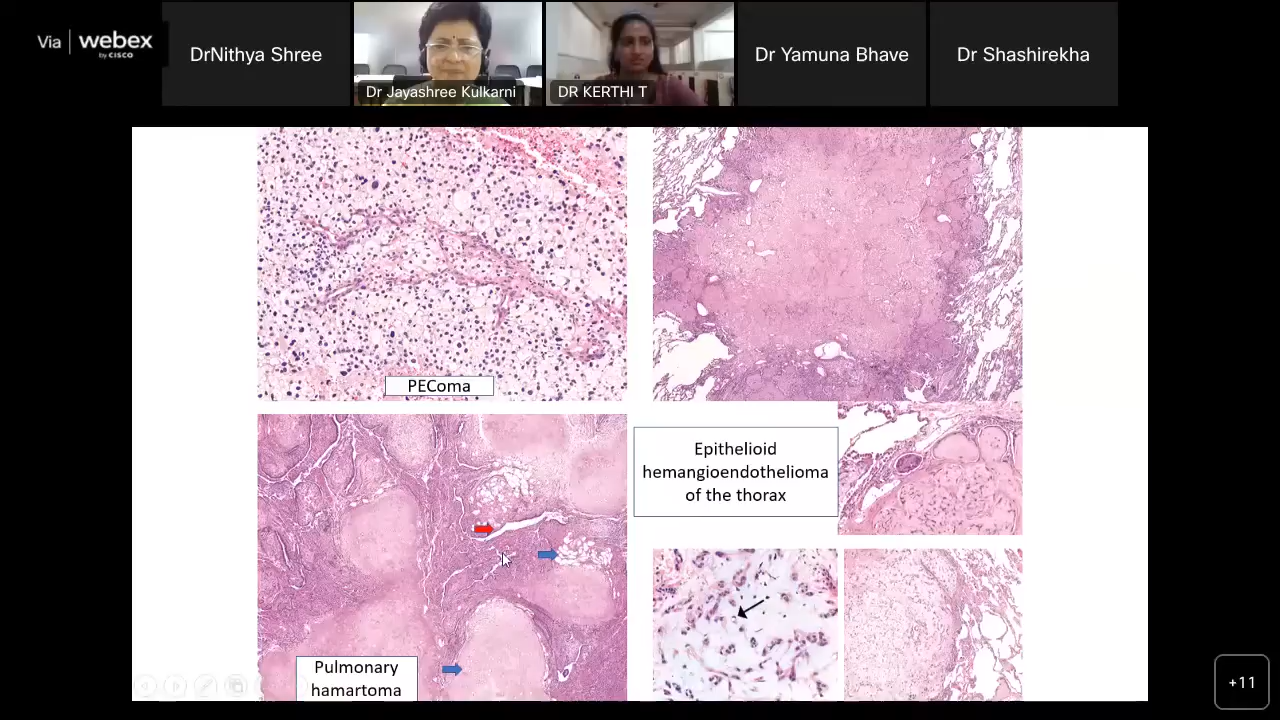 Via webex
by CISCO
DrNithya Shree
Dr Jayashree Kulkarni
DR KERTHI T
Dr Yamuna Bhave
Dr Shashirekha
PEComa
Epithelioid
hemangioendothelioma
of the thorax
Pulmonary
hamartoma
+11